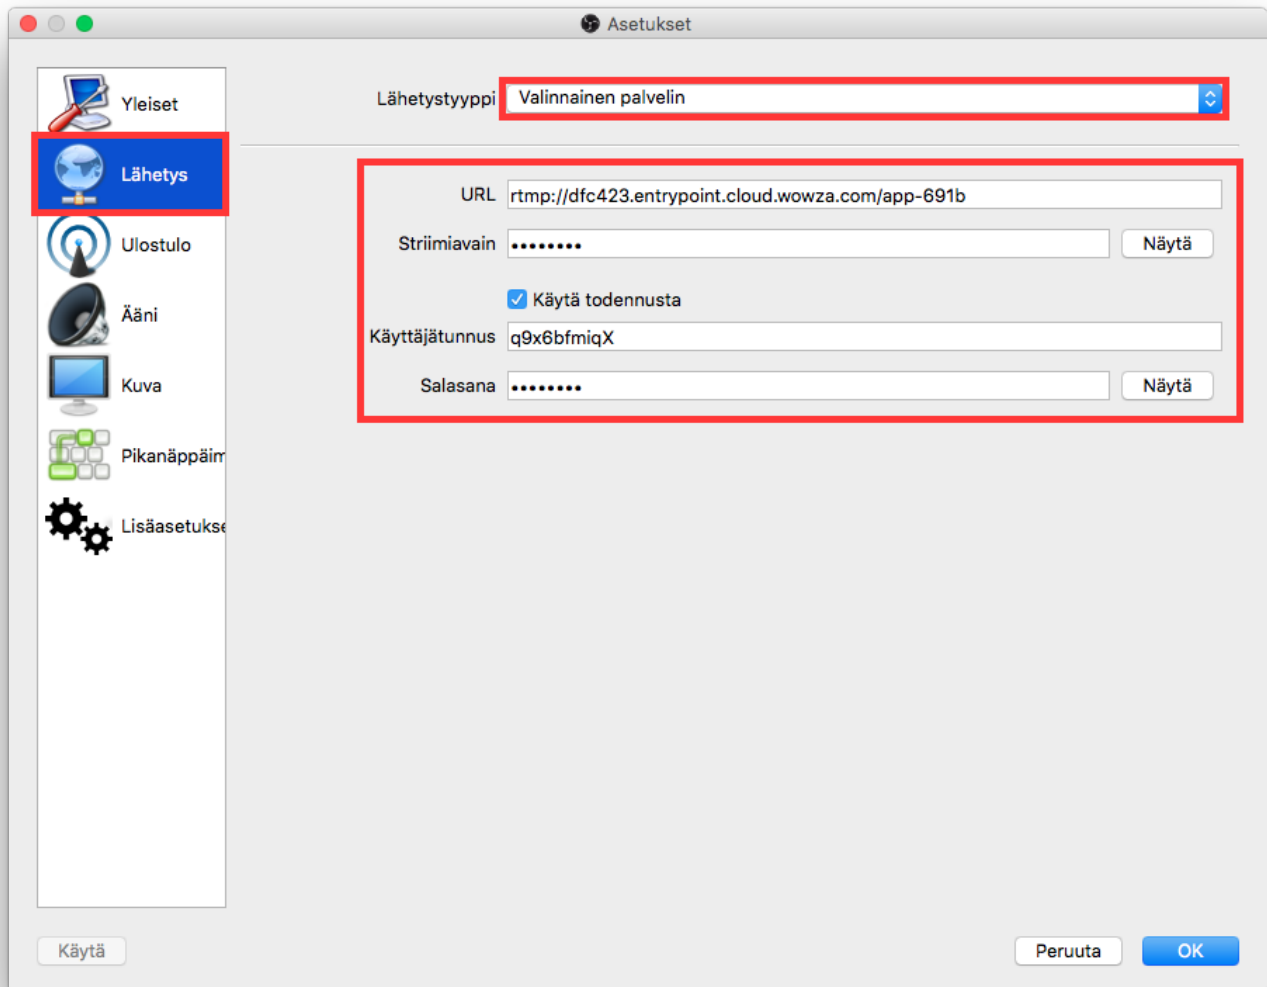 Asetukset
Yleiset
Lähetys
Ulostulo
Ääni
Kuva
Pikanäppäim
Lisäasetukse
Lähetystyyppi Valinnainen palvelin
URL rtmp://dfc423.entrypoint.cloud.wowza.com/app-691b
Striimiavain •••••••• Näytä
Käytä todennusta
Käyttäjätunnus q9x6bfmiqX
Salasana •••••••• Näytä
Käytä Peruuta OK